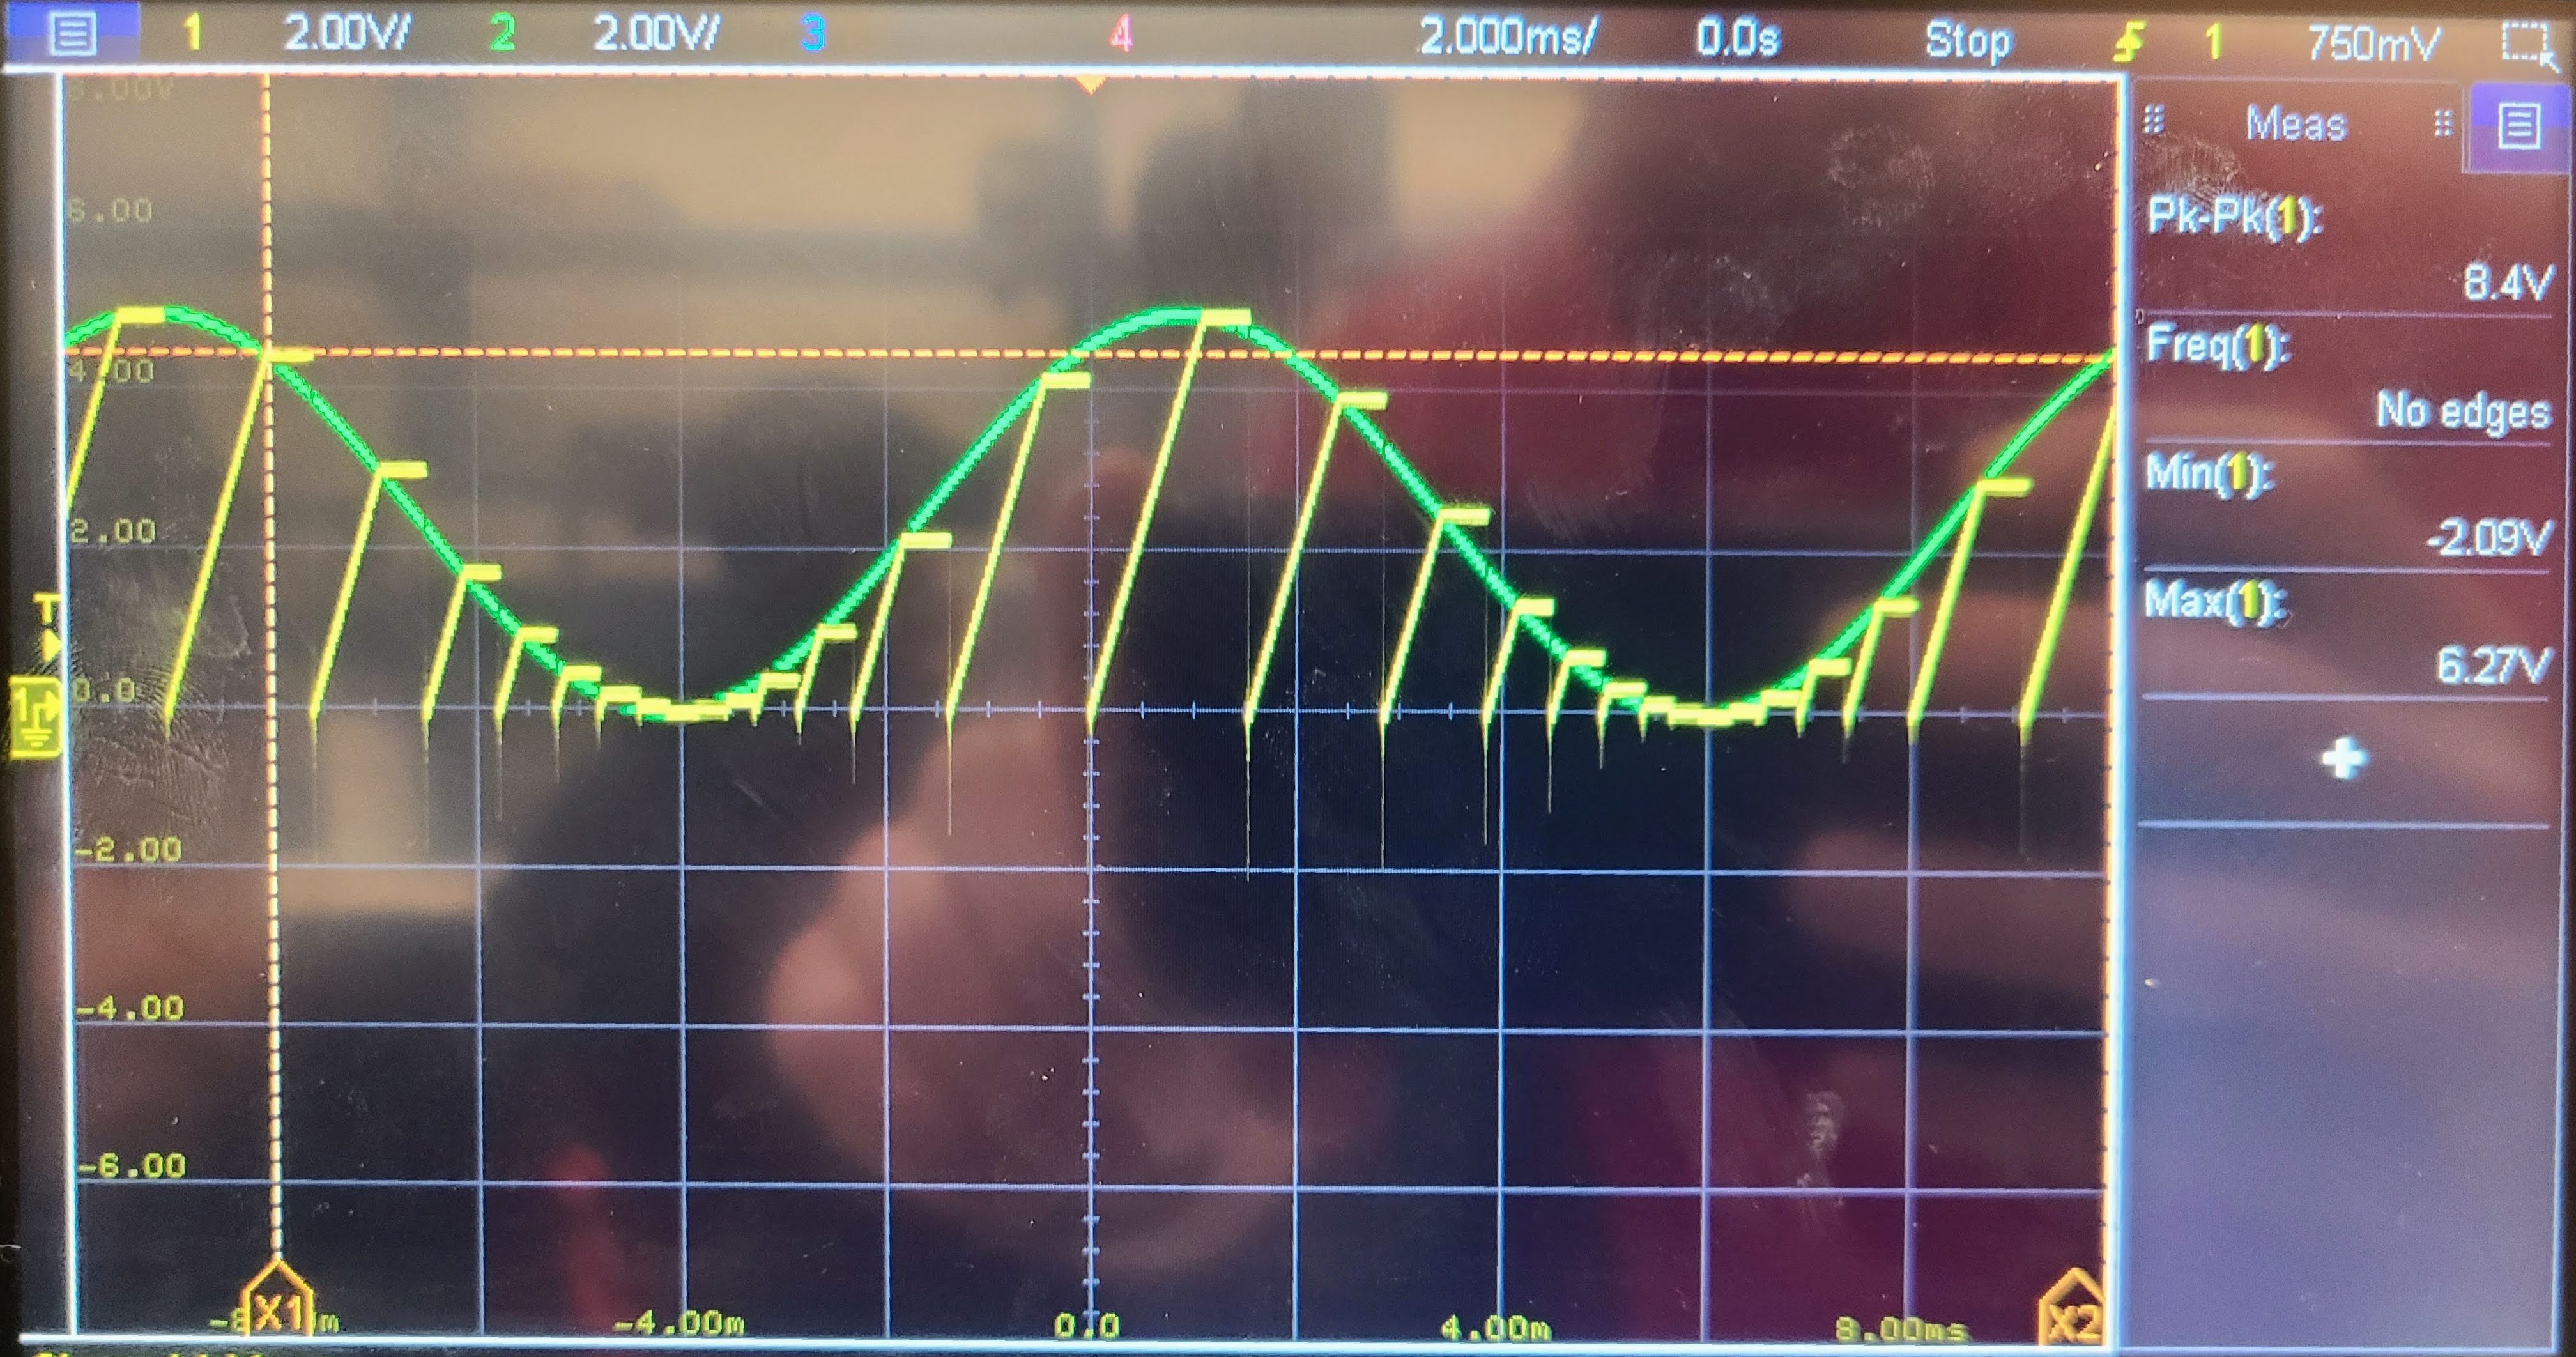 1 2.00V/ 2 2.00V/ 3 4 2.000ms/ 0.0s Stop 1 750mV
Meas
Pk-Pk(1):
8.4V
Freq(1):
No edges
Min(1):
-2.09V
Max(1):
6.27V
6.00
4.00
2.00
T
0.0
1
-2.00
-4.00
-6.00
X1 -4.00m 0.0 4.00m 8.00ms X2